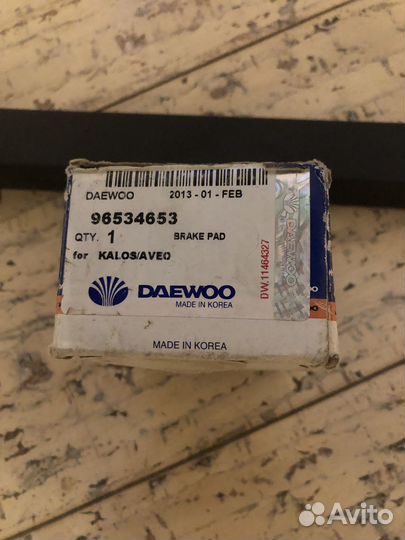 DAEWOO 2013-01-FEB
96534653
QTY. 1 BRAKE PAD
for KALOS/AVEO
DAEWOO
MADE IN KOREA
DW.11464327
DAEWOO
MADE IN KOREA
Avito